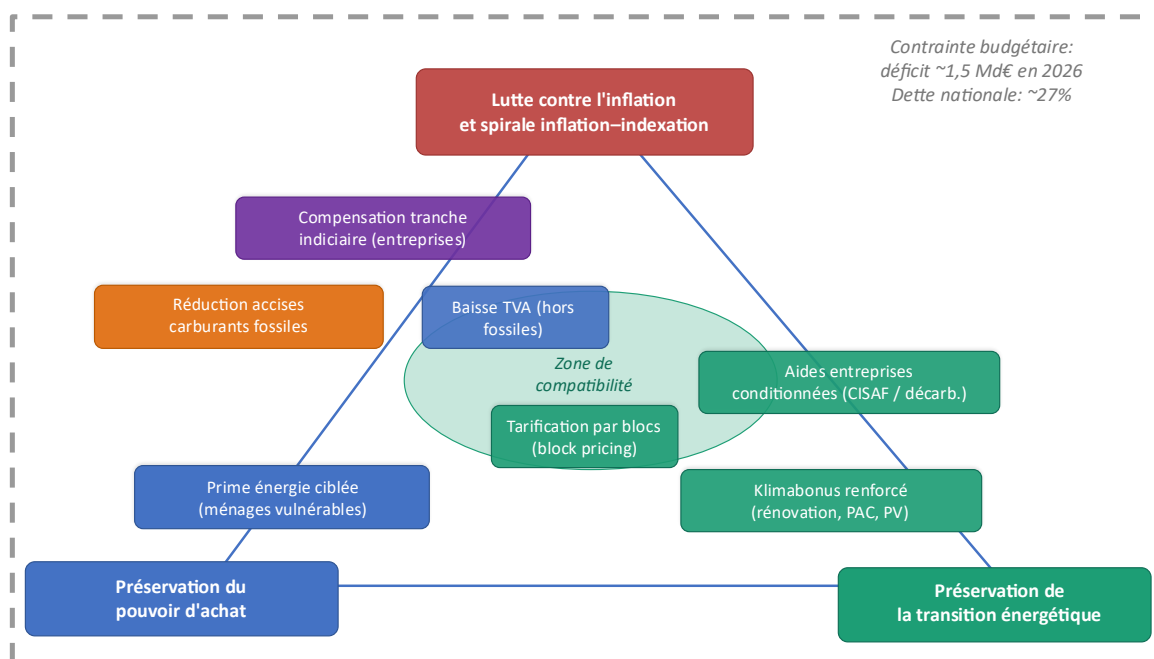 Contrainte budgétaire:
déficit ~1,5 Md€ en 2026
Dette nationale: ~27%
Lutte contre l'inflation
et spirale inflation–indexation
Compensation tranche
indiciaire (entreprises)
Réduction accises
carburants fossiles
Baisse TVA (hors
fossiles)
Zone de
compatibilité
Aides entreprises
conditionnées (CISAF / décarb.)
Tarification par blocs
(block pricing)
Prime énergie ciblée
(ménages vulnérables)
Klimabonus renforcé
(rénovation, PAC, PV)
Préservation du
pouvoir d'achat
Préservation de
la transition énergétique